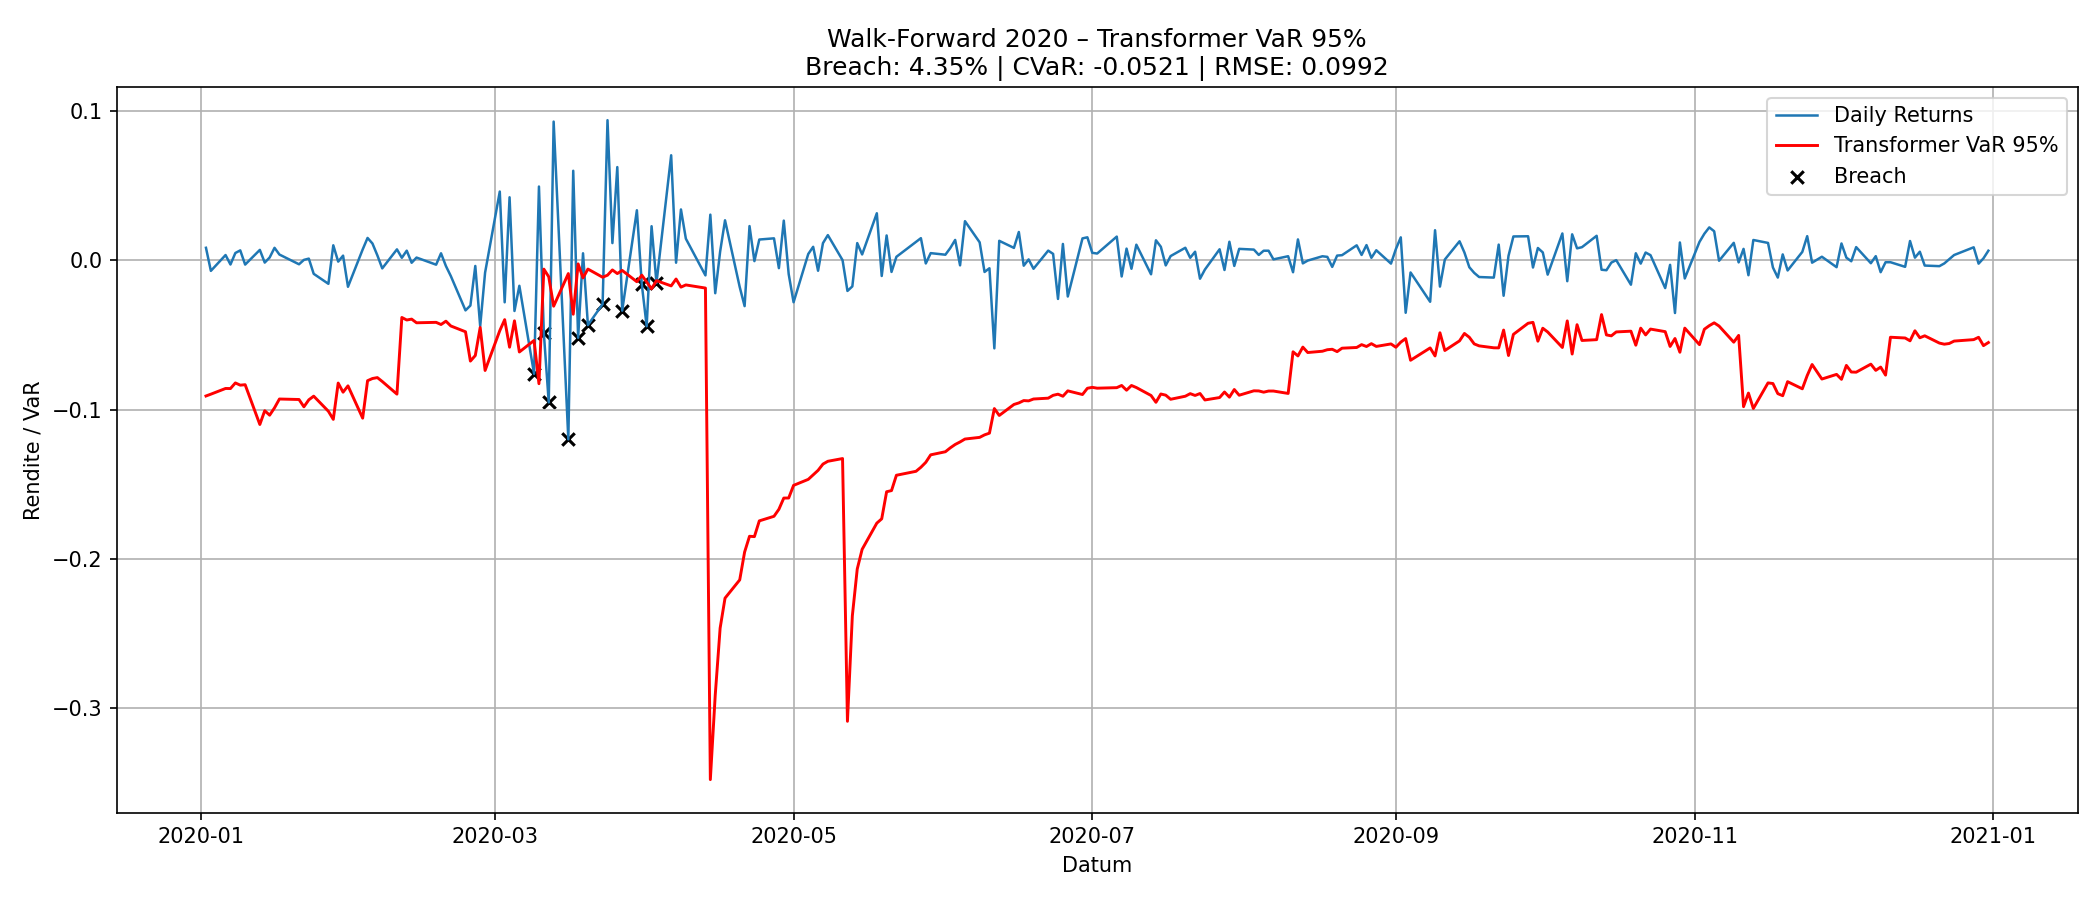 Walk-Forward 2020 – Transformer VaR 95%
Breach: 4.35% | CVaR: -0.0521 | RMSE: 0.0992
Daily Returns
Transformer VaR 95%
Breach
Rendite / VaR
0.1
0.0
−0.1
−0.2
−0.3
2020-01
2020-03
2020-05
2020-07
2020-09
2020-11
2021-01
Datum